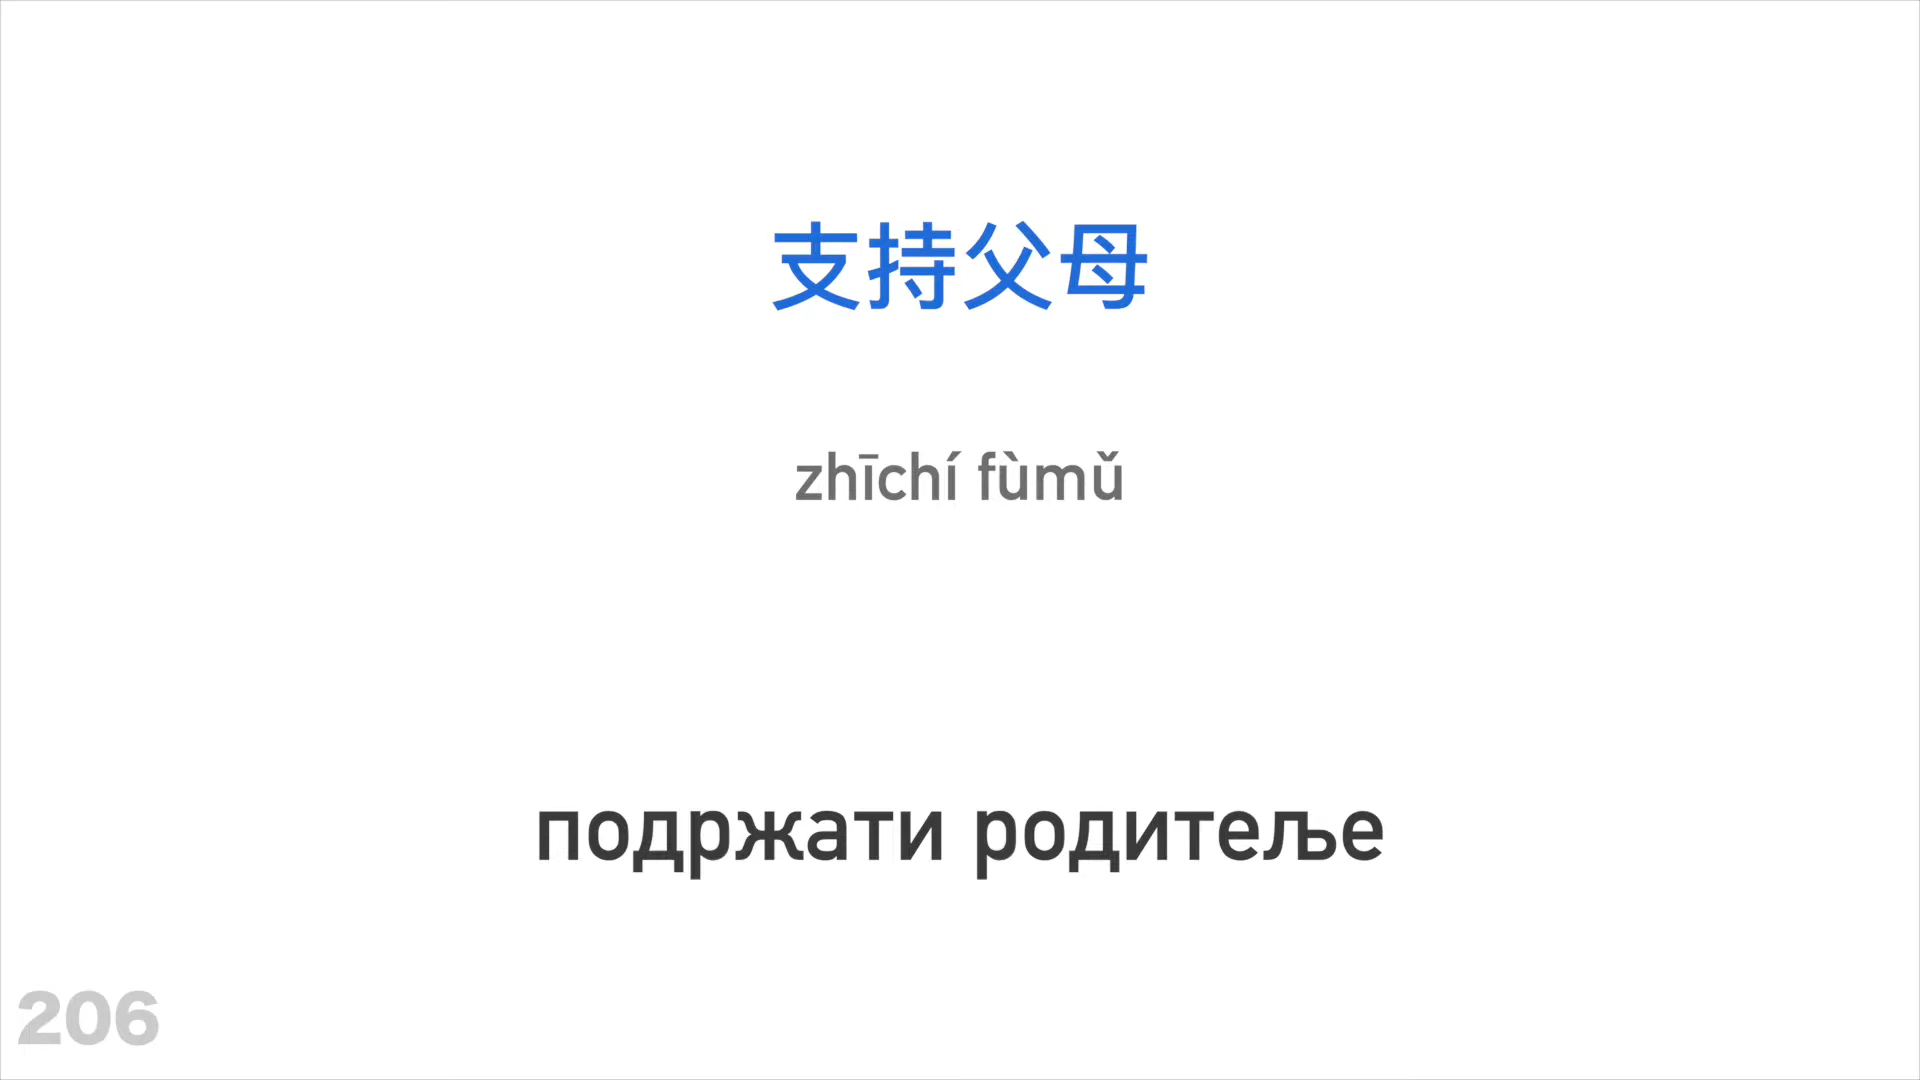 支持父母
zhīchí fùmǔ
подржати родитеље
206